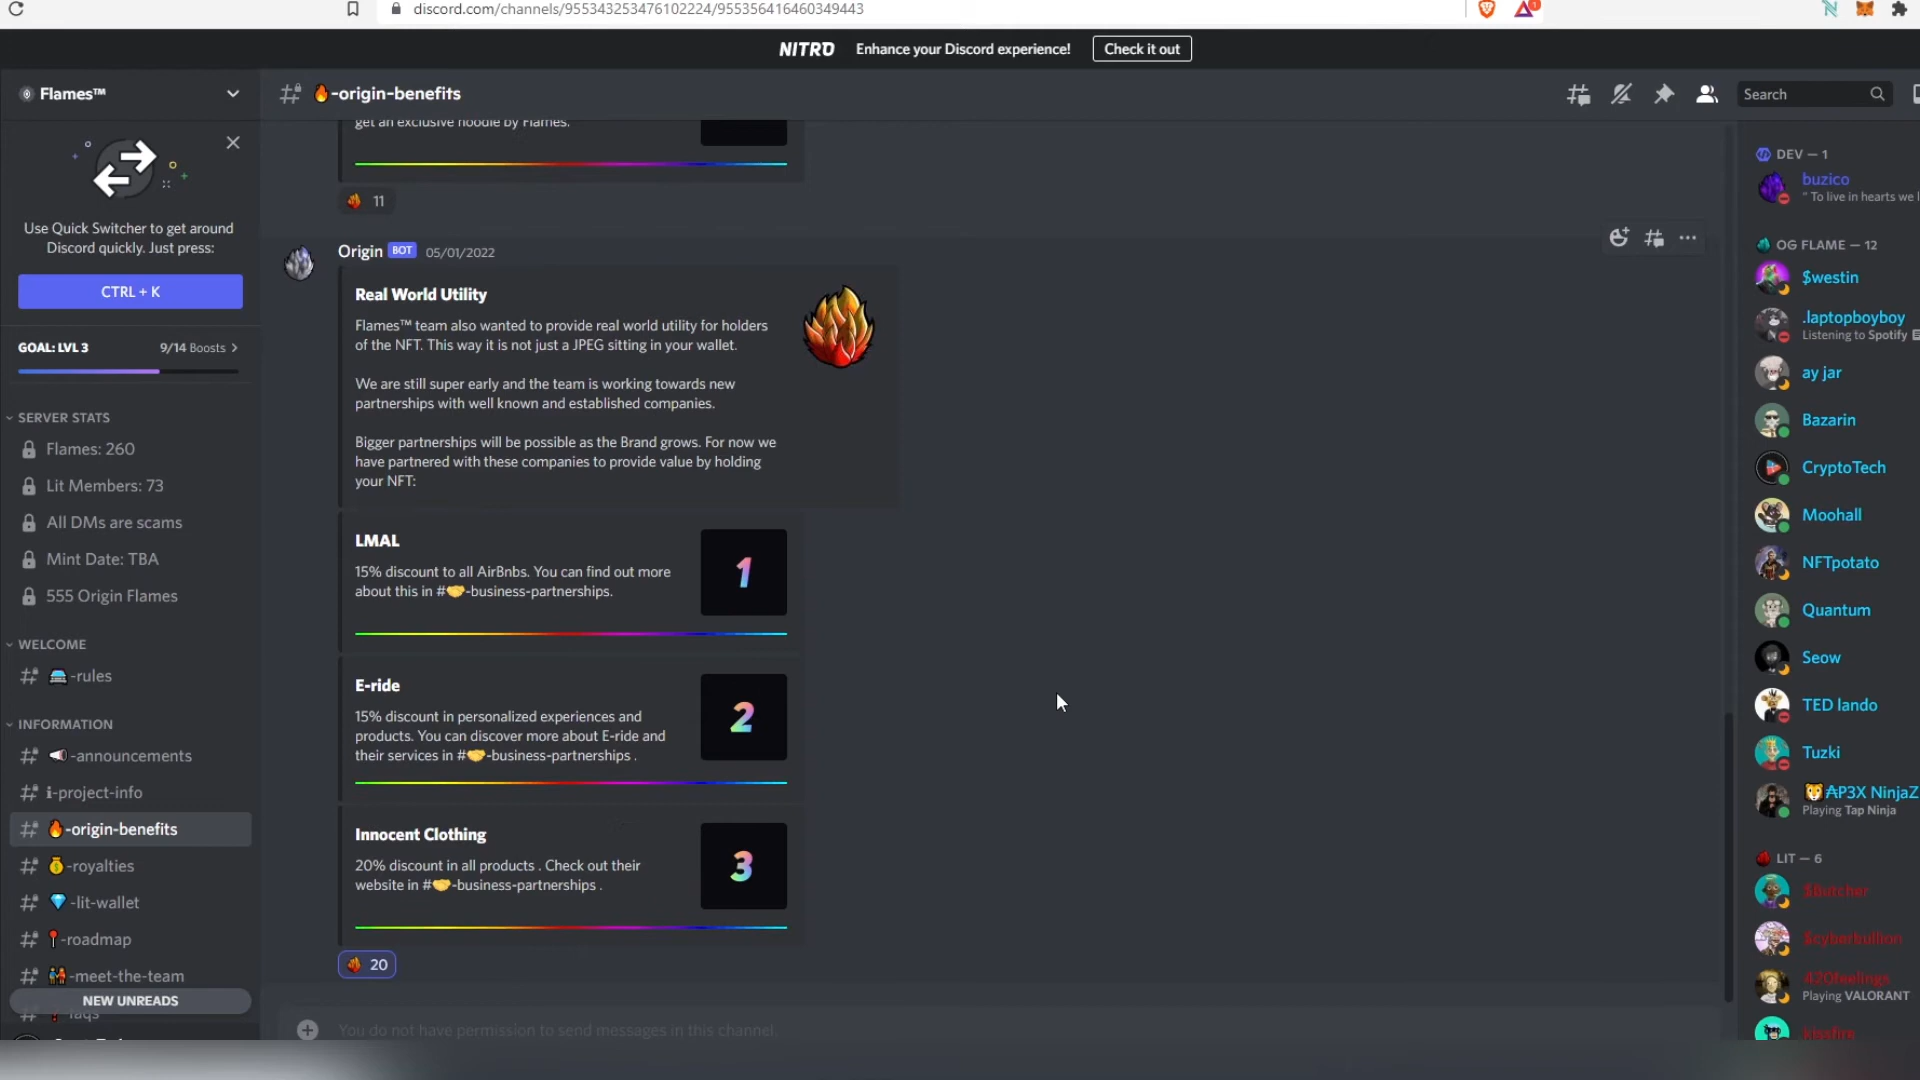 discord.com/channels/955343253476102224/955356416460349443
1
NITRO Enhance your Discord experience! Check it out
Flames™
🔥-origin-benefits
Search
Use Quick Switcher to get around
Discord quickly. Just press:
CTRL + K
GOAL: LVL 3 9/14 Boosts
SERVER STATS
Flames: 260
Lit Members: 73
All DMs are scams
Mint Date: TBA
555 Origin Flames
WELCOME
-rules
INFORMATION
-announcements
ℹ-project-info
🔥-origin-benefits
💰-royalties
💎-lit-wallet
📍-roadmap
-meet-the-team
NEW UNREADS
-faqs
get an exclusive hoodie by Flames.
11
Origin BOT 05/01/2022
Real World Utility
Flames™ team also wanted to provide real world utility for holders
of the NFT. This way it is not just a JPEG sitting in your wallet.
We are still super early and the team is working towards new
partnerships with well known and established companies.
Bigger partnerships will be possible as the Brand grows. For now we
have partnered with these companies to provide value by holding
your NFT:
LMAL
15% discount to all AirBnbs. You can find out more
about this in #🤝-business-partnerships.
1
E-ride
15% discount in personalized experiences and
products. You can discover more about E-ride and
their services in #🤝-business-partnerships .
2
Innocent Clothing
20% discount in all products . Check out their
website in #🤝-business-partnerships .
3
20
You do not have permission to send messages in this channel.
DEV — 1
buzico
" To live in hearts we l
OG FLAME — 12
$westin
.laptopboyboy
Listening to Spotify
ay jar
Bazarin
CryptoTech
Moohall
NFTpotato
Quantum
Seow
TED lando
Tuzki
🐯₳P3X NinjaZ
Playing Tap Ninja
LIT — 6
$Butcher
$cyberbullion
.420feelings
Playing VALORANT